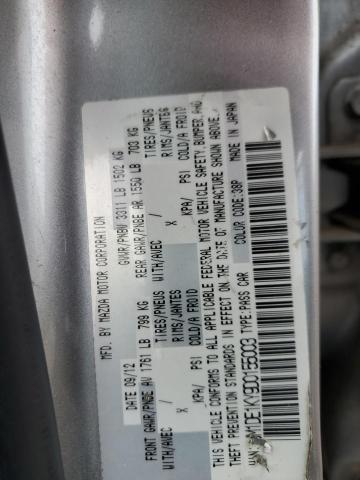 MFD. BY MAZDA MOTOR CORPORATION
DATE 09/12 GVWR/PNBV 3311 LB 1502 KG
FRONT GAWR/PNBE AV 1761 LB 799 KG REAR GAWR/PNBE AR 1550 LB 703 KG
WITH/AVEC / TIRES/PNEUS WITH/AVEC / TIRES/PNEUS
X RIMS/JANTES X RIMS/JANTES
KPA/ PSI COLD/A FROID KPA/ PSI COLD/A FROID
THIS VEHICLE CONFORMS TO ALL APPLICABLE FEDERAL MOTOR VEHICLE SAFETY, BUMPER, AND
THEFT PREVENTION STANDARDS IN EFFECT ON THE DATE OF MANUFACTURE SHOWN ABOVE.
TYPE: PASS CAR COLOR CODE: 38P MADE IN JAPAN